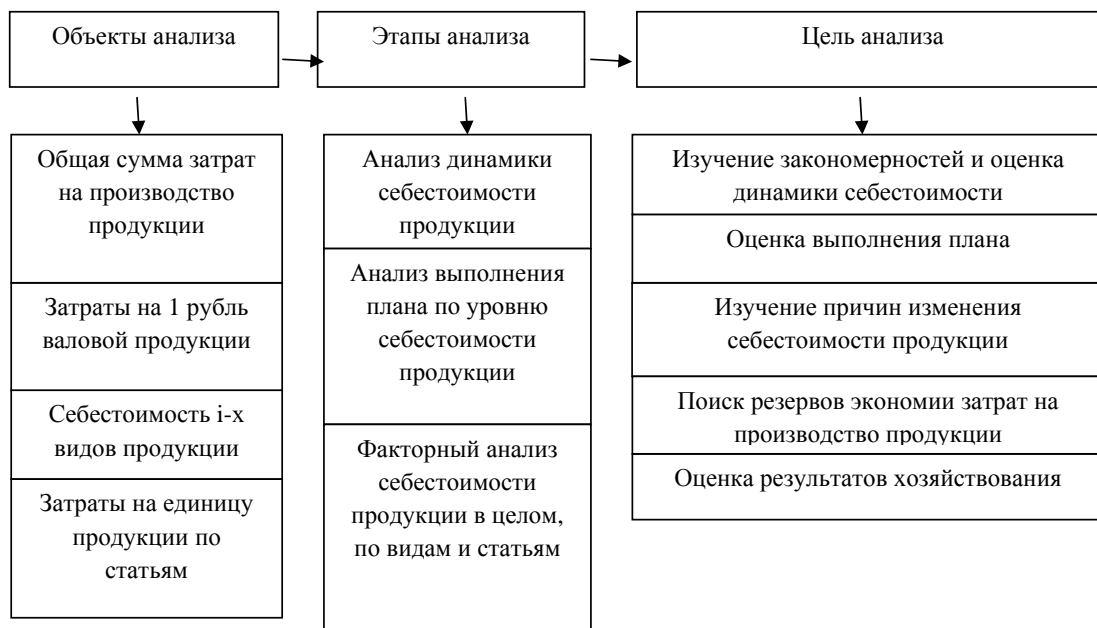 Объекты анализа
Этапы анализа
Цель анализа
Общая сумма затрат
на производство
продукции
Затраты на 1 рубль
валовой продукции
Себестоимость i-х
видов продукции
Затраты на единицу
продукции по
статьям
Анализ динамики
себестоимости
продукции
Анализ выполнения
плана по уровню
себестоимости
продукции
Факторный анализ
себестоимости
продукции в целом,
по видам и статьям
Изучение закономерностей и оценка
динамики себестоимости
Оценка выполнения плана
Изучение причин изменения
себестоимости продукции
Поиск резервов экономии затрат на
производство продукции
Оценка результатов хозяйствования